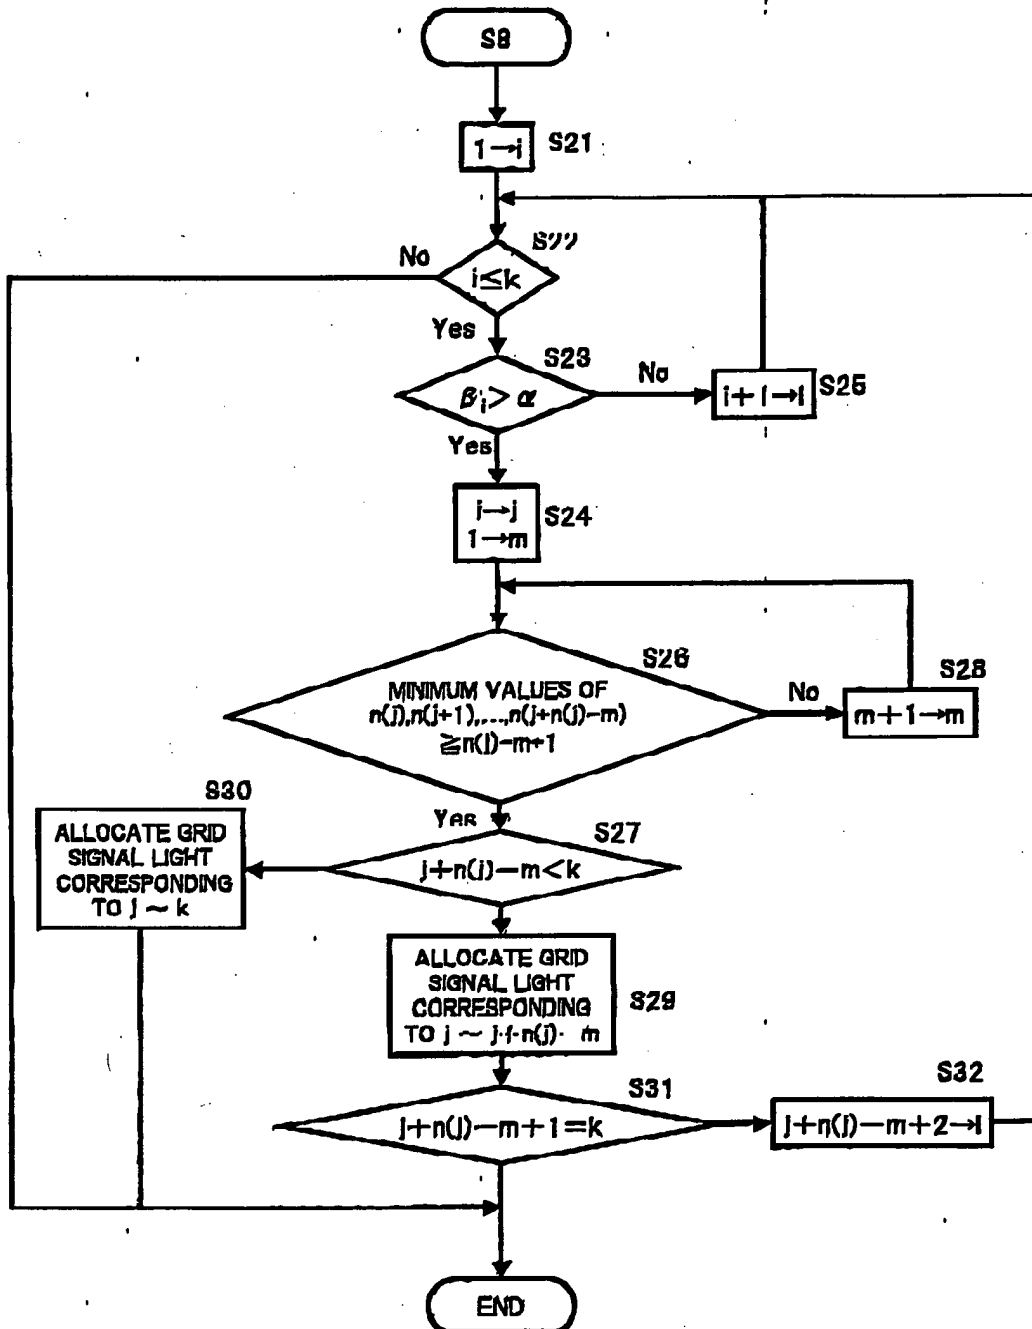 S8
1→i
S21
S22
No
i≦k
Yes
S23
No
βi > α
i+1→i
S25
Yes
i→j
1→m
S24
S26
MINIMUM VALUES OF
n(j),n(j+1),...,n(j+n(j)-m)
≧n(j)-m+1
No
S28
m+1→m
S30
Yes
S27
ALLOCATE GRID
SIGNAL LIGHT
CORRESPONDING
TO j ~ k
j+n(j)-m<k
ALLOCATE GRID
SIGNAL LIGHT
CORRESPONDING
TO j ~ j+n(j)- m
S29
S31
S32
j+n(j)-m+1=k
j+n(j)-m+2→i
END